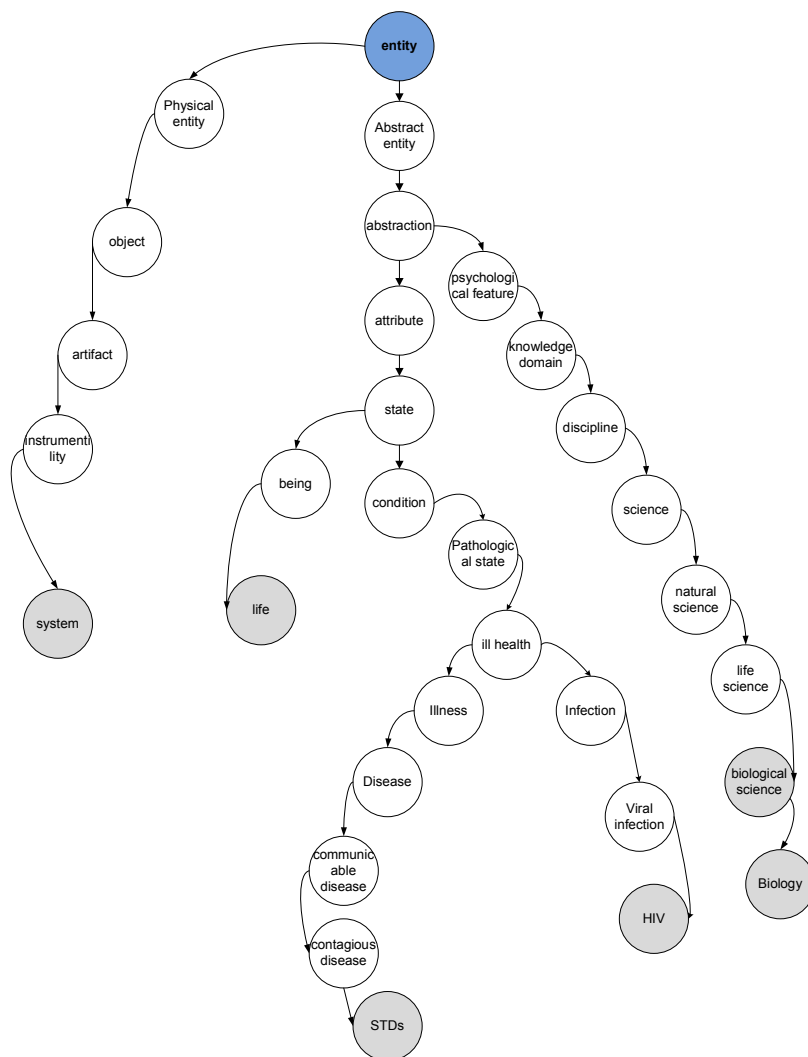 entity
Physical
entity
Abstract
entity
object
abstraction
psychologi
cal feature
artifact
attribute
knowledge
domain
instrumenti
lity
state
discipline
being
condition
science
Pathologic
al state
system
life
natural
science
ill health
life
science
Illness
Infection
Disease
biological
science
Viral
infection
communic
able
disease
Biology
HIV
contagious
disease
STDs